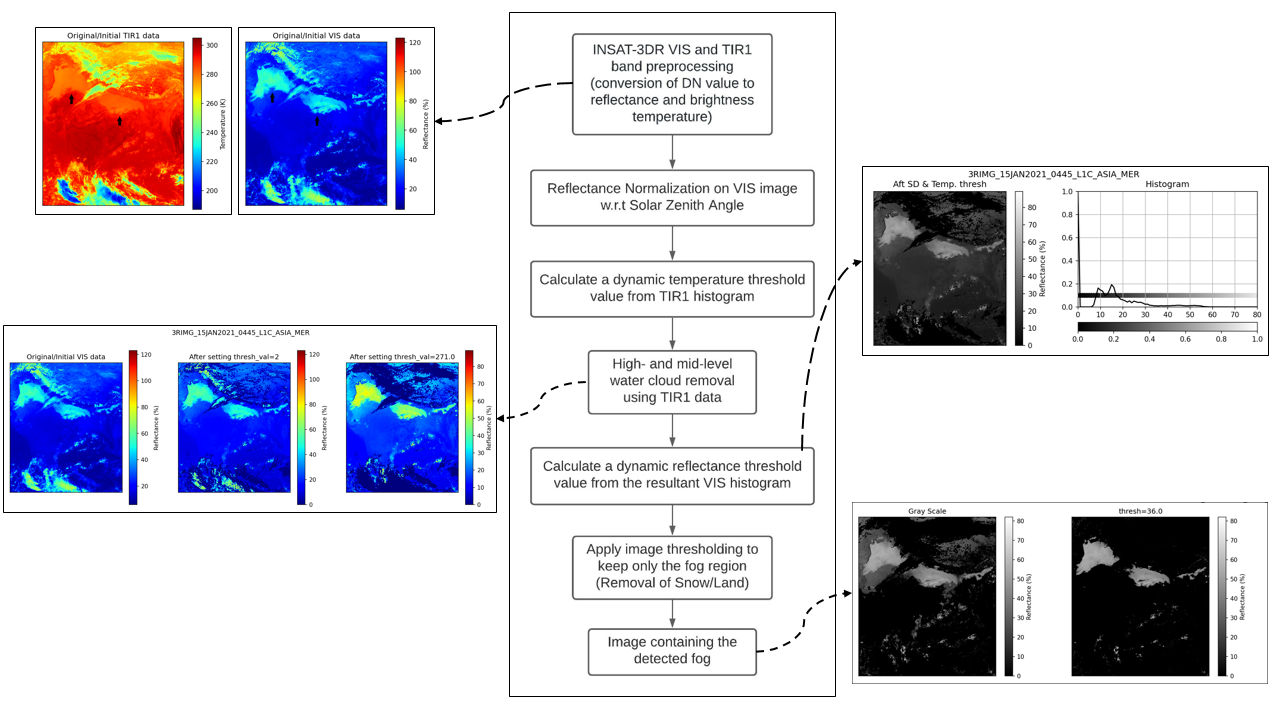 Original/Initial TIR1 data
300
280
260
240
220
200
Temperature (K)
Original/Initial VIS data
120
100
80
60
40
20
Reflectance (%)
INSAT-3DR VIS and TIR1
band preprocessing
(conversion of DN value to
reflectance and brightness
temperature)
Reflectance Normalization on VIS image
w.r.t Solar Zenith Angle
Calculate a dynamic temperature threshold
value from TIR1 histogram
High- and mid-level
water cloud removal
using TIR1 data
Calculate a dynamic reflectance threshold
value from the resultant VIS histogram
Apply image thresholding to
keep only the fog region
(Removal of Snow/Land)
Image containing the
detected fog
3RIMG_15JAN2021_0445_L1C_ASIA_MER
Original/Initial VIS data
120
100
80
60
40
20
Reflectance (%)
After setting thresh_val=2
120
100
80
60
40
20
0
Reflectance (%)
After setting thresh_val=271.0
80
70
60
50
40
30
20
10
0
Reflectance (%)
3RIMG_15JAN2021_0445_L1C_ASIA_MER
Aft SD & Temp. thresh
80
70
60
50
40
30
20
10
0
Reflectance (%)
Histogram
1.0
0.8
0.6
0.4
0.2
0.0
0 10 20 30 40 50 60 70 80
0.0 0.2 0.4 0.6 0.8 1.0
Gray Scale
80
70
60
50
40
30
20
10
0
Reflectance (%)
thresh=36.0
80
70
60
50
40
30
20
10
0
Reflectance (%)